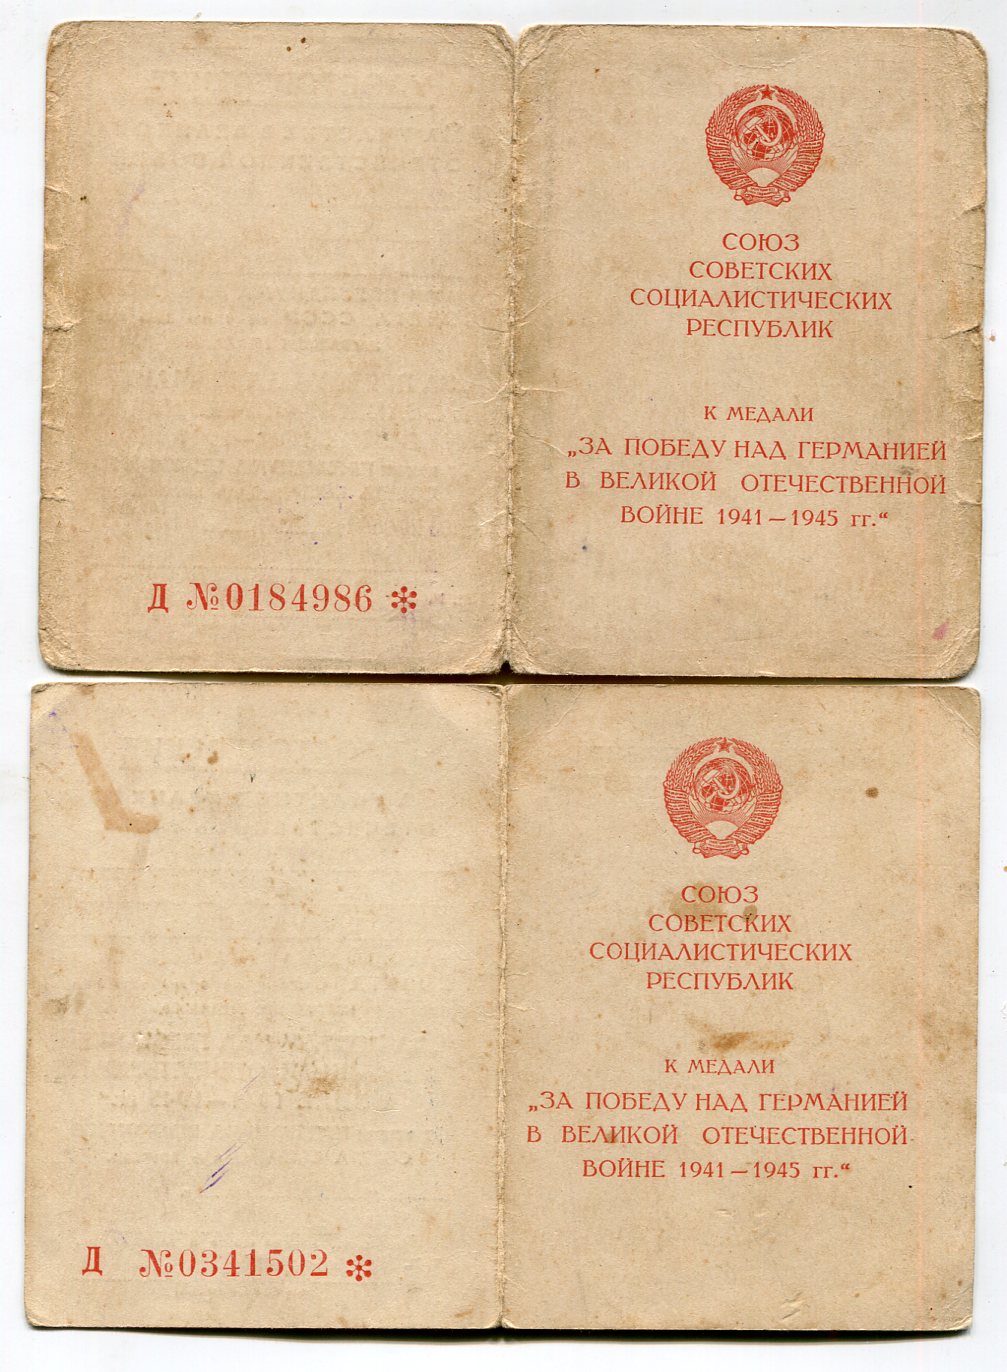 СОЮЗ
СОВЕТСКИХ
СОЦИАЛИСТИЧЕСКИХ
РЕСПУБЛИК
К МЕДАЛИ
„ЗА ПОБЕДУ НАД ГЕРМАНИЕЙ
В ВЕЛИКОЙ ОТЕЧЕСТВЕННОЙ
ВОЙНЕ 1941—1945 гг.“
Д №0184986
СОЮЗ
СОВЕТСКИХ
СОЦИАЛИСТИЧЕСКИХ
РЕСПУБЛИК
К МЕДАЛИ
„ЗА ПОБЕДУ НАД ГЕРМАНИЕЙ
В ВЕЛИКОЙ ОТЕЧЕСТВЕННОЙ
ВОЙНЕ 1941—1945 гг.“
Д №0341502